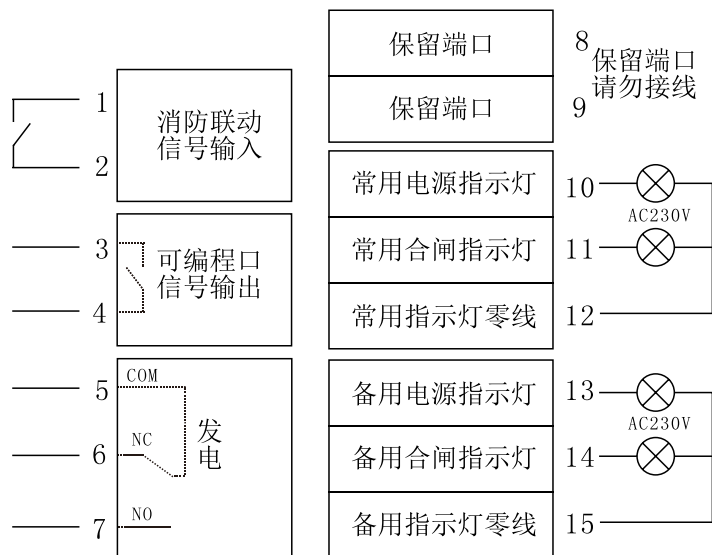 1
消防联动
信号输入
2
3
可编程口
信号输出
4
5
COM
发
电
6
NC
7
NO
保留端口
8
保留端口
请勿接线
保留端口
9
常用电源指示灯
10
AC230V
常用合闸指示灯
11
常用指示灯零线
12
备用电源指示灯
13
AC230V
备用合闸指示灯
14
备用指示灯零线
15